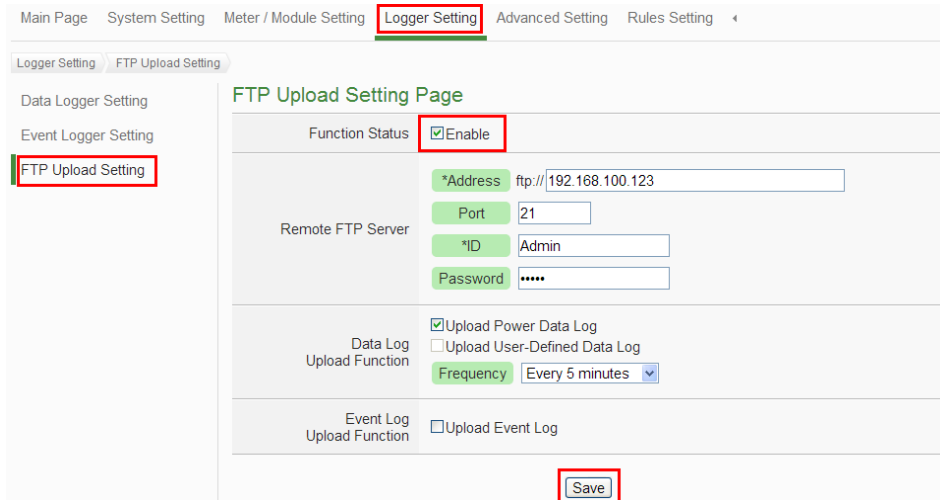 Main Page System Setting Meter / Module Setting Logger Setting Advanced Setting Rules Setting
Logger Setting FTP Upload Setting
Data Logger Setting
Event Logger Setting
FTP Upload Setting
FTP Upload Setting Page
Function Status Enable
Remote FTP Server
*Address ftp:// 192.168.100.123
Port 21
*ID Admin
Password •••••
Data Log
Upload Function
Upload Power Data Log
Upload User-Defined Data Log
Frequency Every 5 minutes
Event Log
Upload Function
Upload Event Log
Save